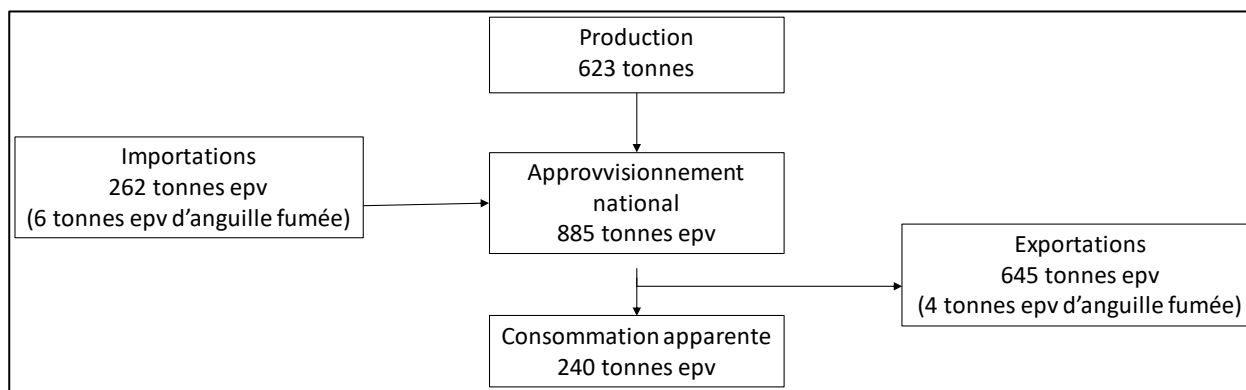 Production
623 tonnes
Importations
262 tonnes epv
(6 tonnes epv d’anguille fumée)
Approvvisionnement
national
885 tonnes epv
Exportations
645 tonnes epv
(4 tonnes epv d’anguille fumée)
Consommation apparente
240 tonnes epv